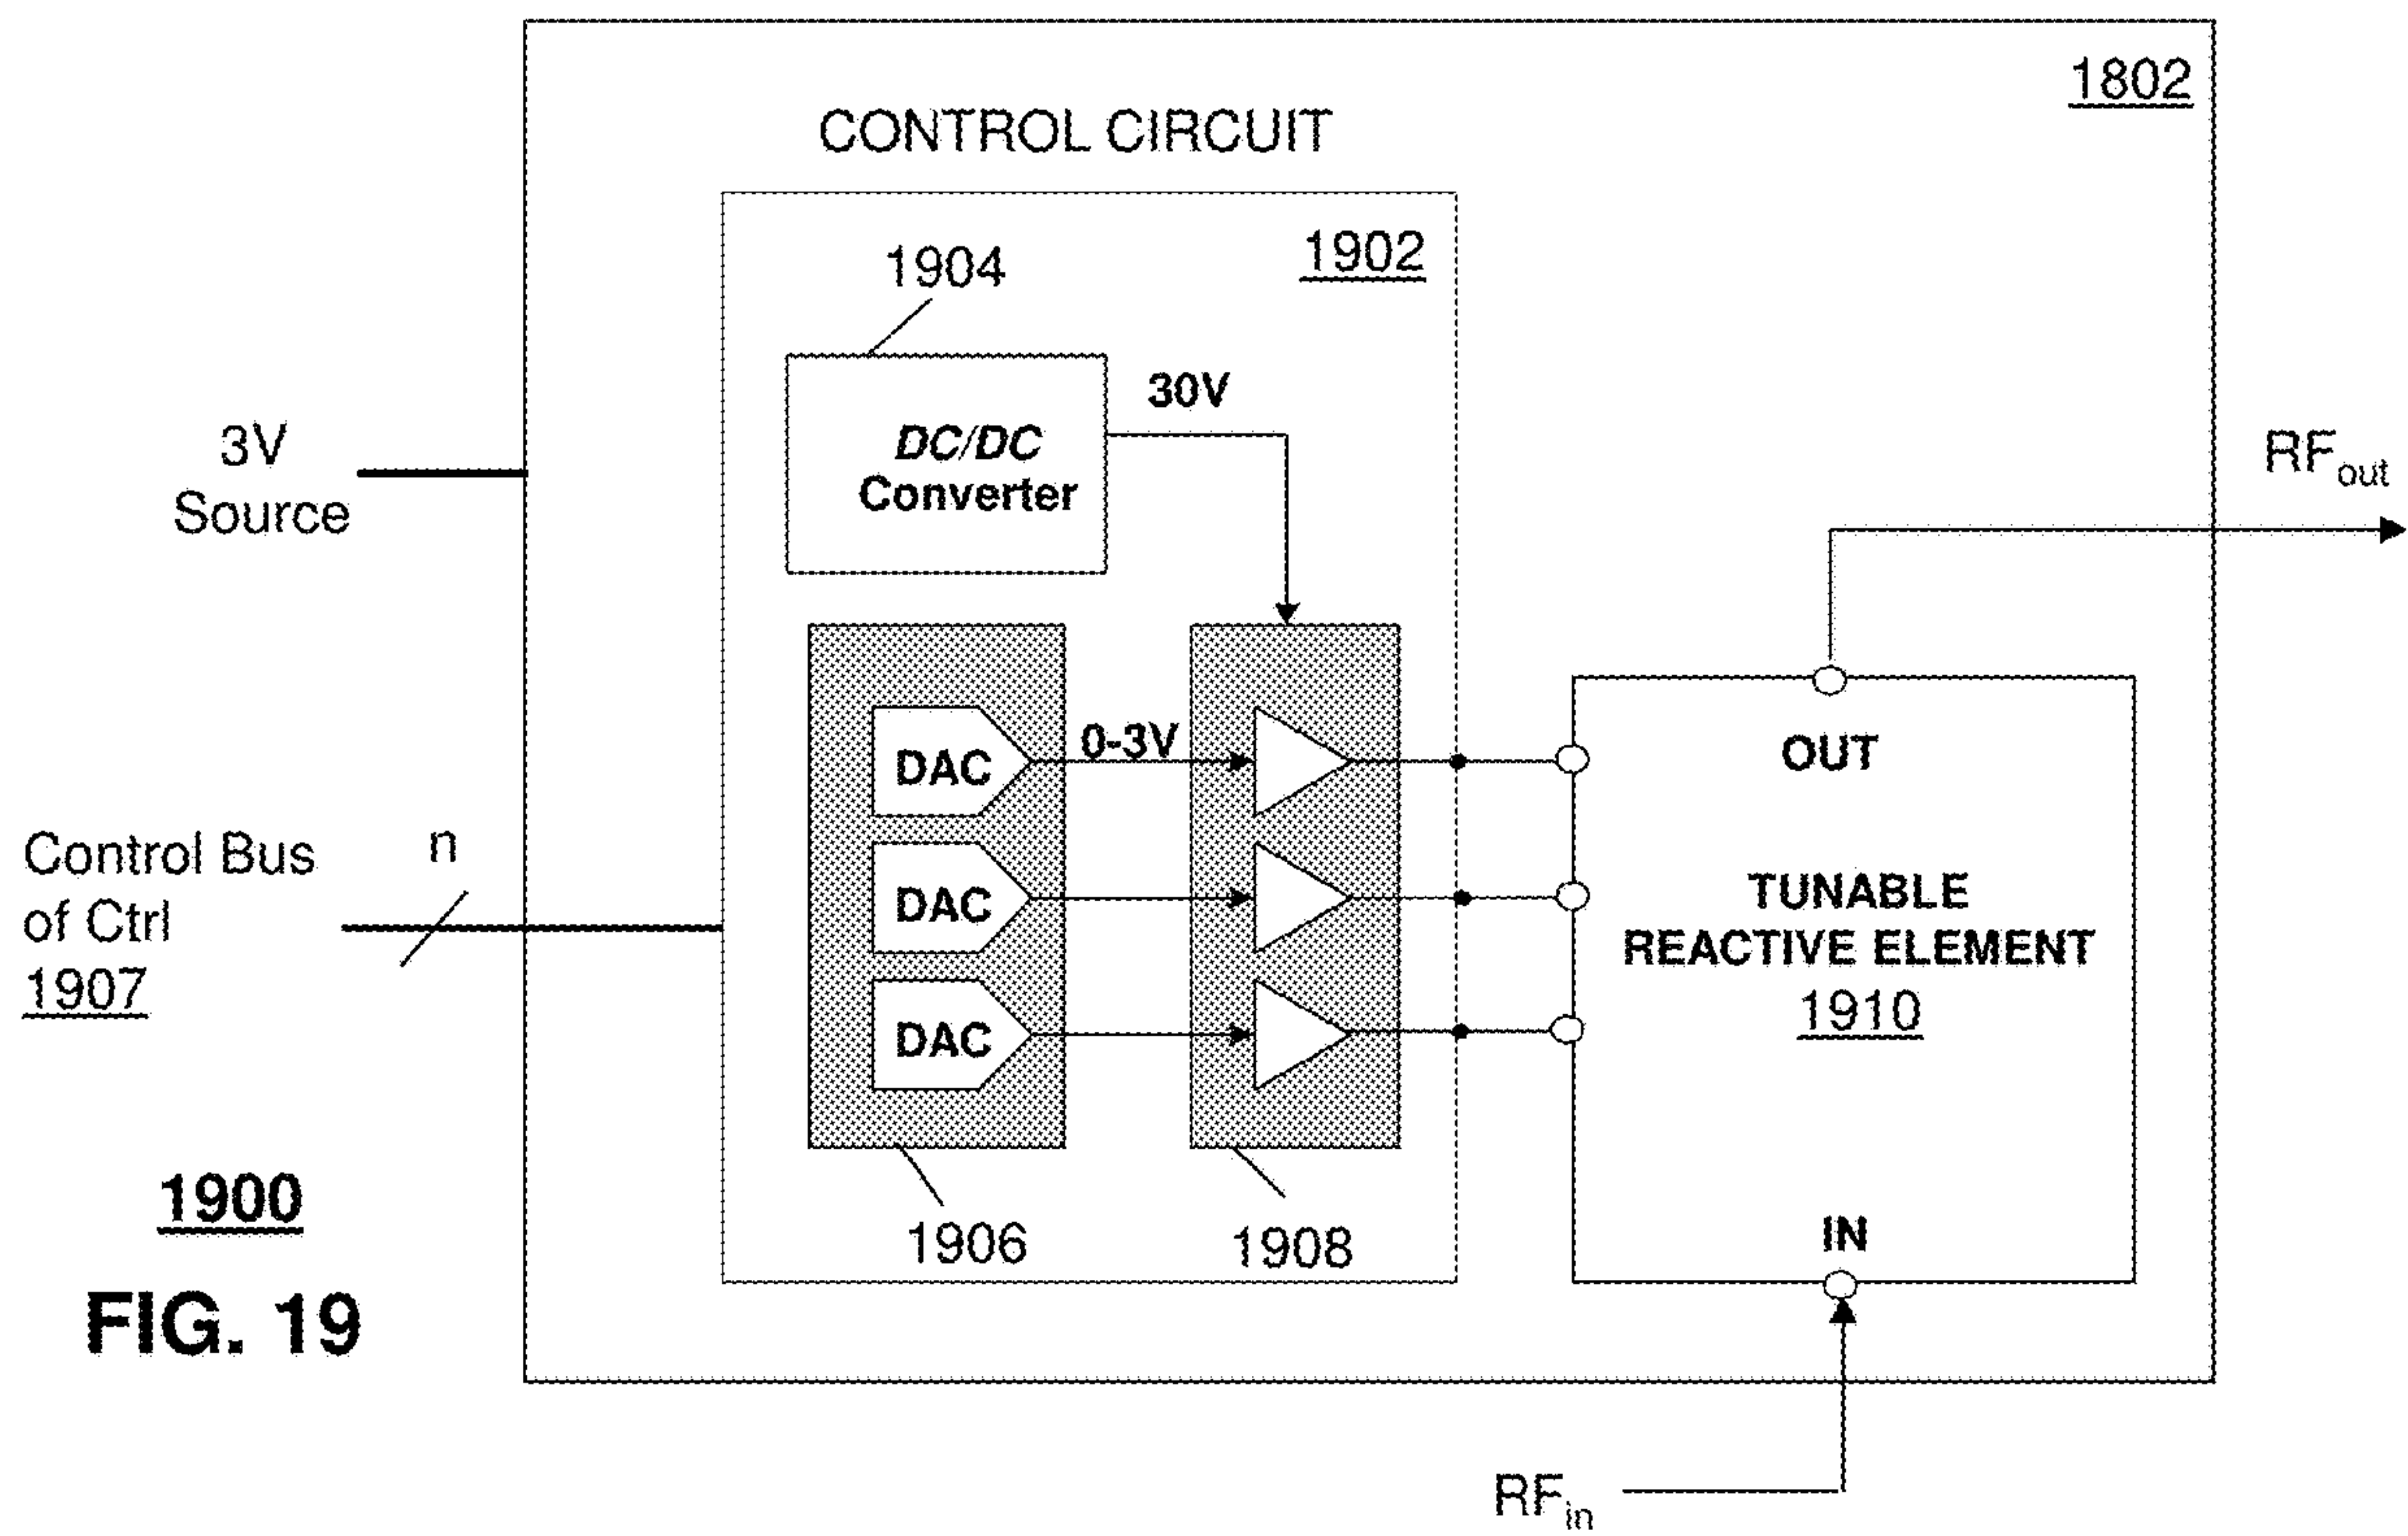 1802
CONTROL CIRCUIT
1902
1904
30V
DC/DC
Converter
3V
Source
RFout
0-3V
DAC
DAC
DAC
OUT
TUNABLE
REACTIVE ELEMENT
1910
IN
Control Bus
of Ctrl
1907
n
1906
1908
1900
FIG. 19
RFin